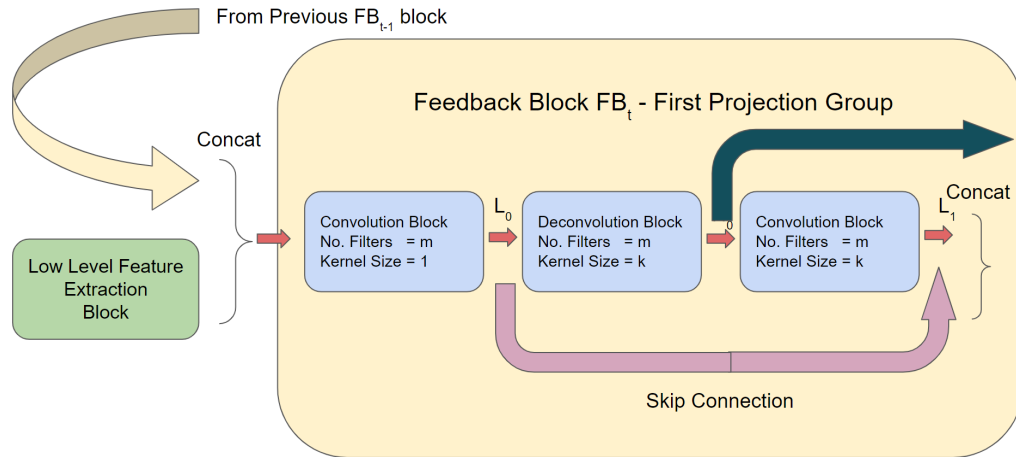 From Previous FBt-1 block
Feedback Block FBt - First Projection Group
Concat
Low Level Feature
Extraction
Block
Convolution Block
No. Filters = m
Kernel Size = 1
L0
Deconvolution Block
No. Filters = m
Kernel Size = k
0
Convolution Block
No. Filters = m
Kernel Size = k
Concat
L1
Skip Connection